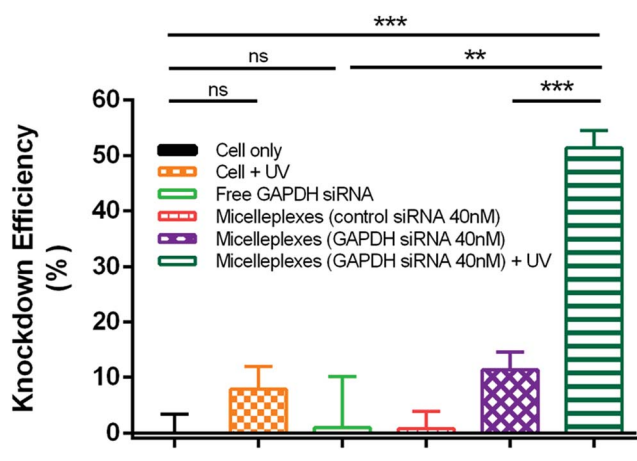 ***
ns
**
ns
***
Knockdown Efficiency
(%)
60
50
40
30
20
10
0
Cell only
Cell + UV
Free GAPDH siRNA
Micelleplexes (control siRNA 40nM)
Micelleplexes (GAPDH siRNA 40nM)
Micelleplexes (GAPDH siRNA 40nM) + UV